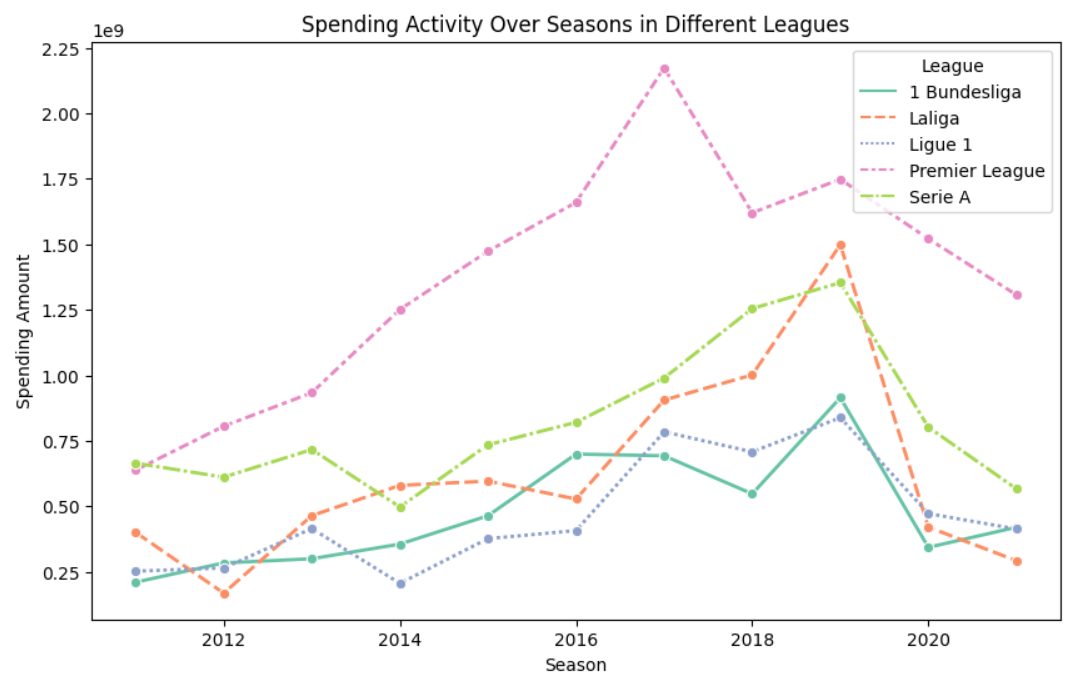 Spending Activity Over Seasons in Different Leagues
1e9
2.25
2.00
1.75
1.50
1.25
1.00
0.75
0.50
0.25
Spending Amount
League
1 Bundesliga
Laliga
Ligue 1
Premier League
Serie A
2012 2014 2016 2018 2020
Season